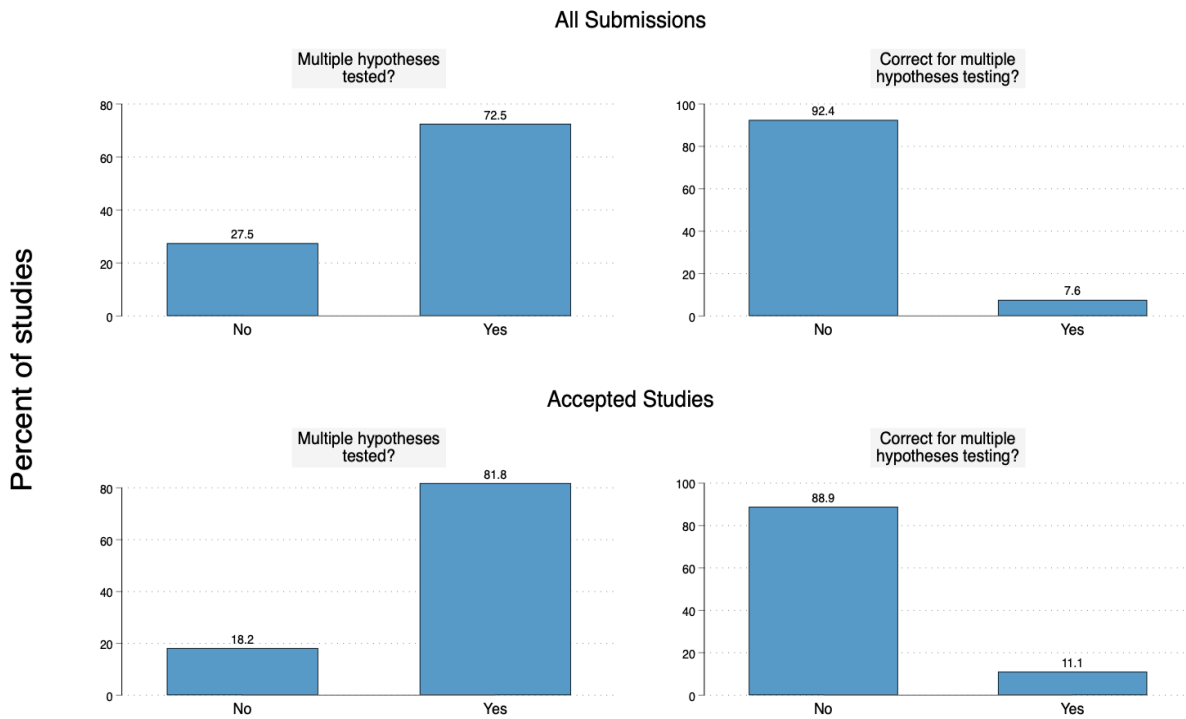 All Submissions
Percent of studies
Multiple hypotheses
tested?
80
60
40
20
0
27.5
72.5
No
Yes
Correct for multiple
hypotheses testing?
100
80
60
40
20
0
92.4
7.6
No
Yes
Accepted Studies
Multiple hypotheses
tested?
80
60
40
20
0
18.2
81.8
No
Yes
Correct for multiple
hypotheses testing?
100
80
60
40
20
0
88.9
11.1
No
Yes